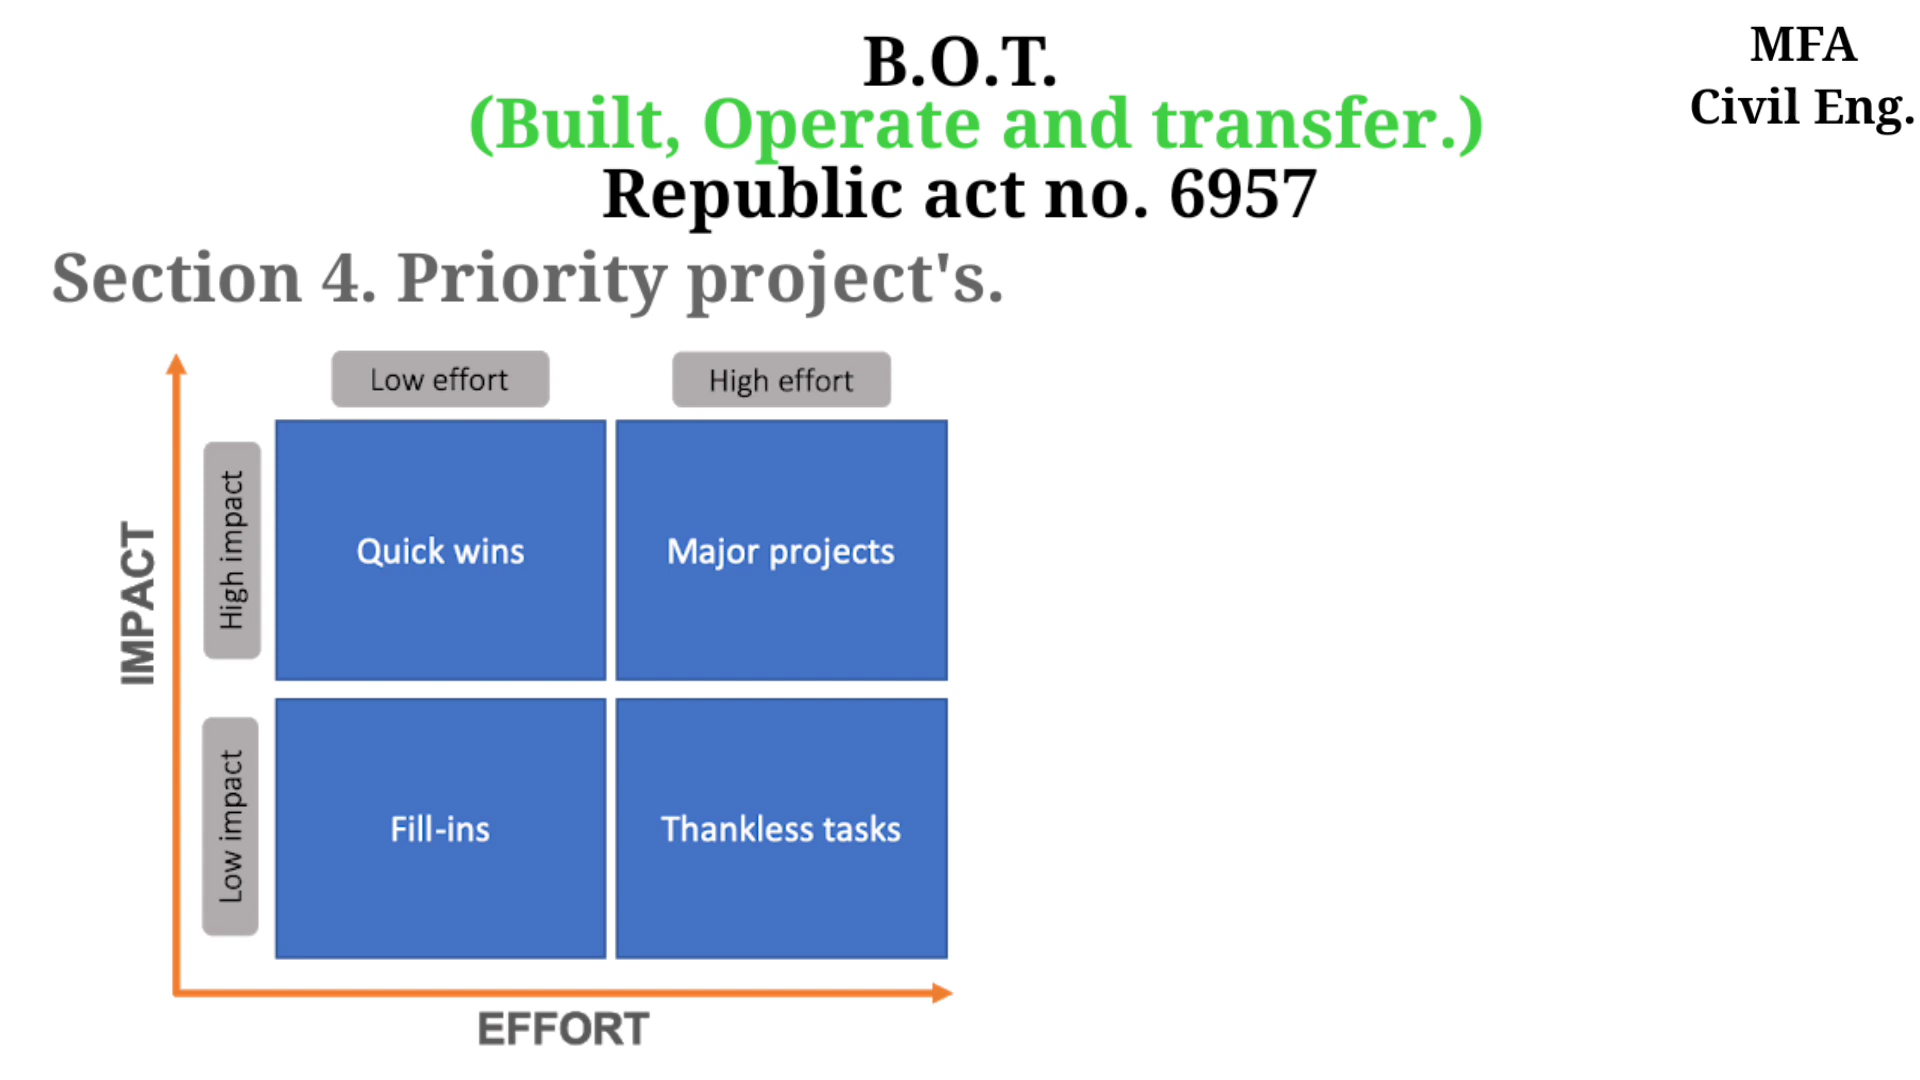 B.O.T.
(Built, Operate and transfer.)
Republic act no. 6957
MFA
Civil Eng.
Section 4. Priority project's.
Low effort
High effort
IMPACT
High impact
Quick wins
Major projects
Low impact
Fill-ins
Thankless tasks
EFFORT